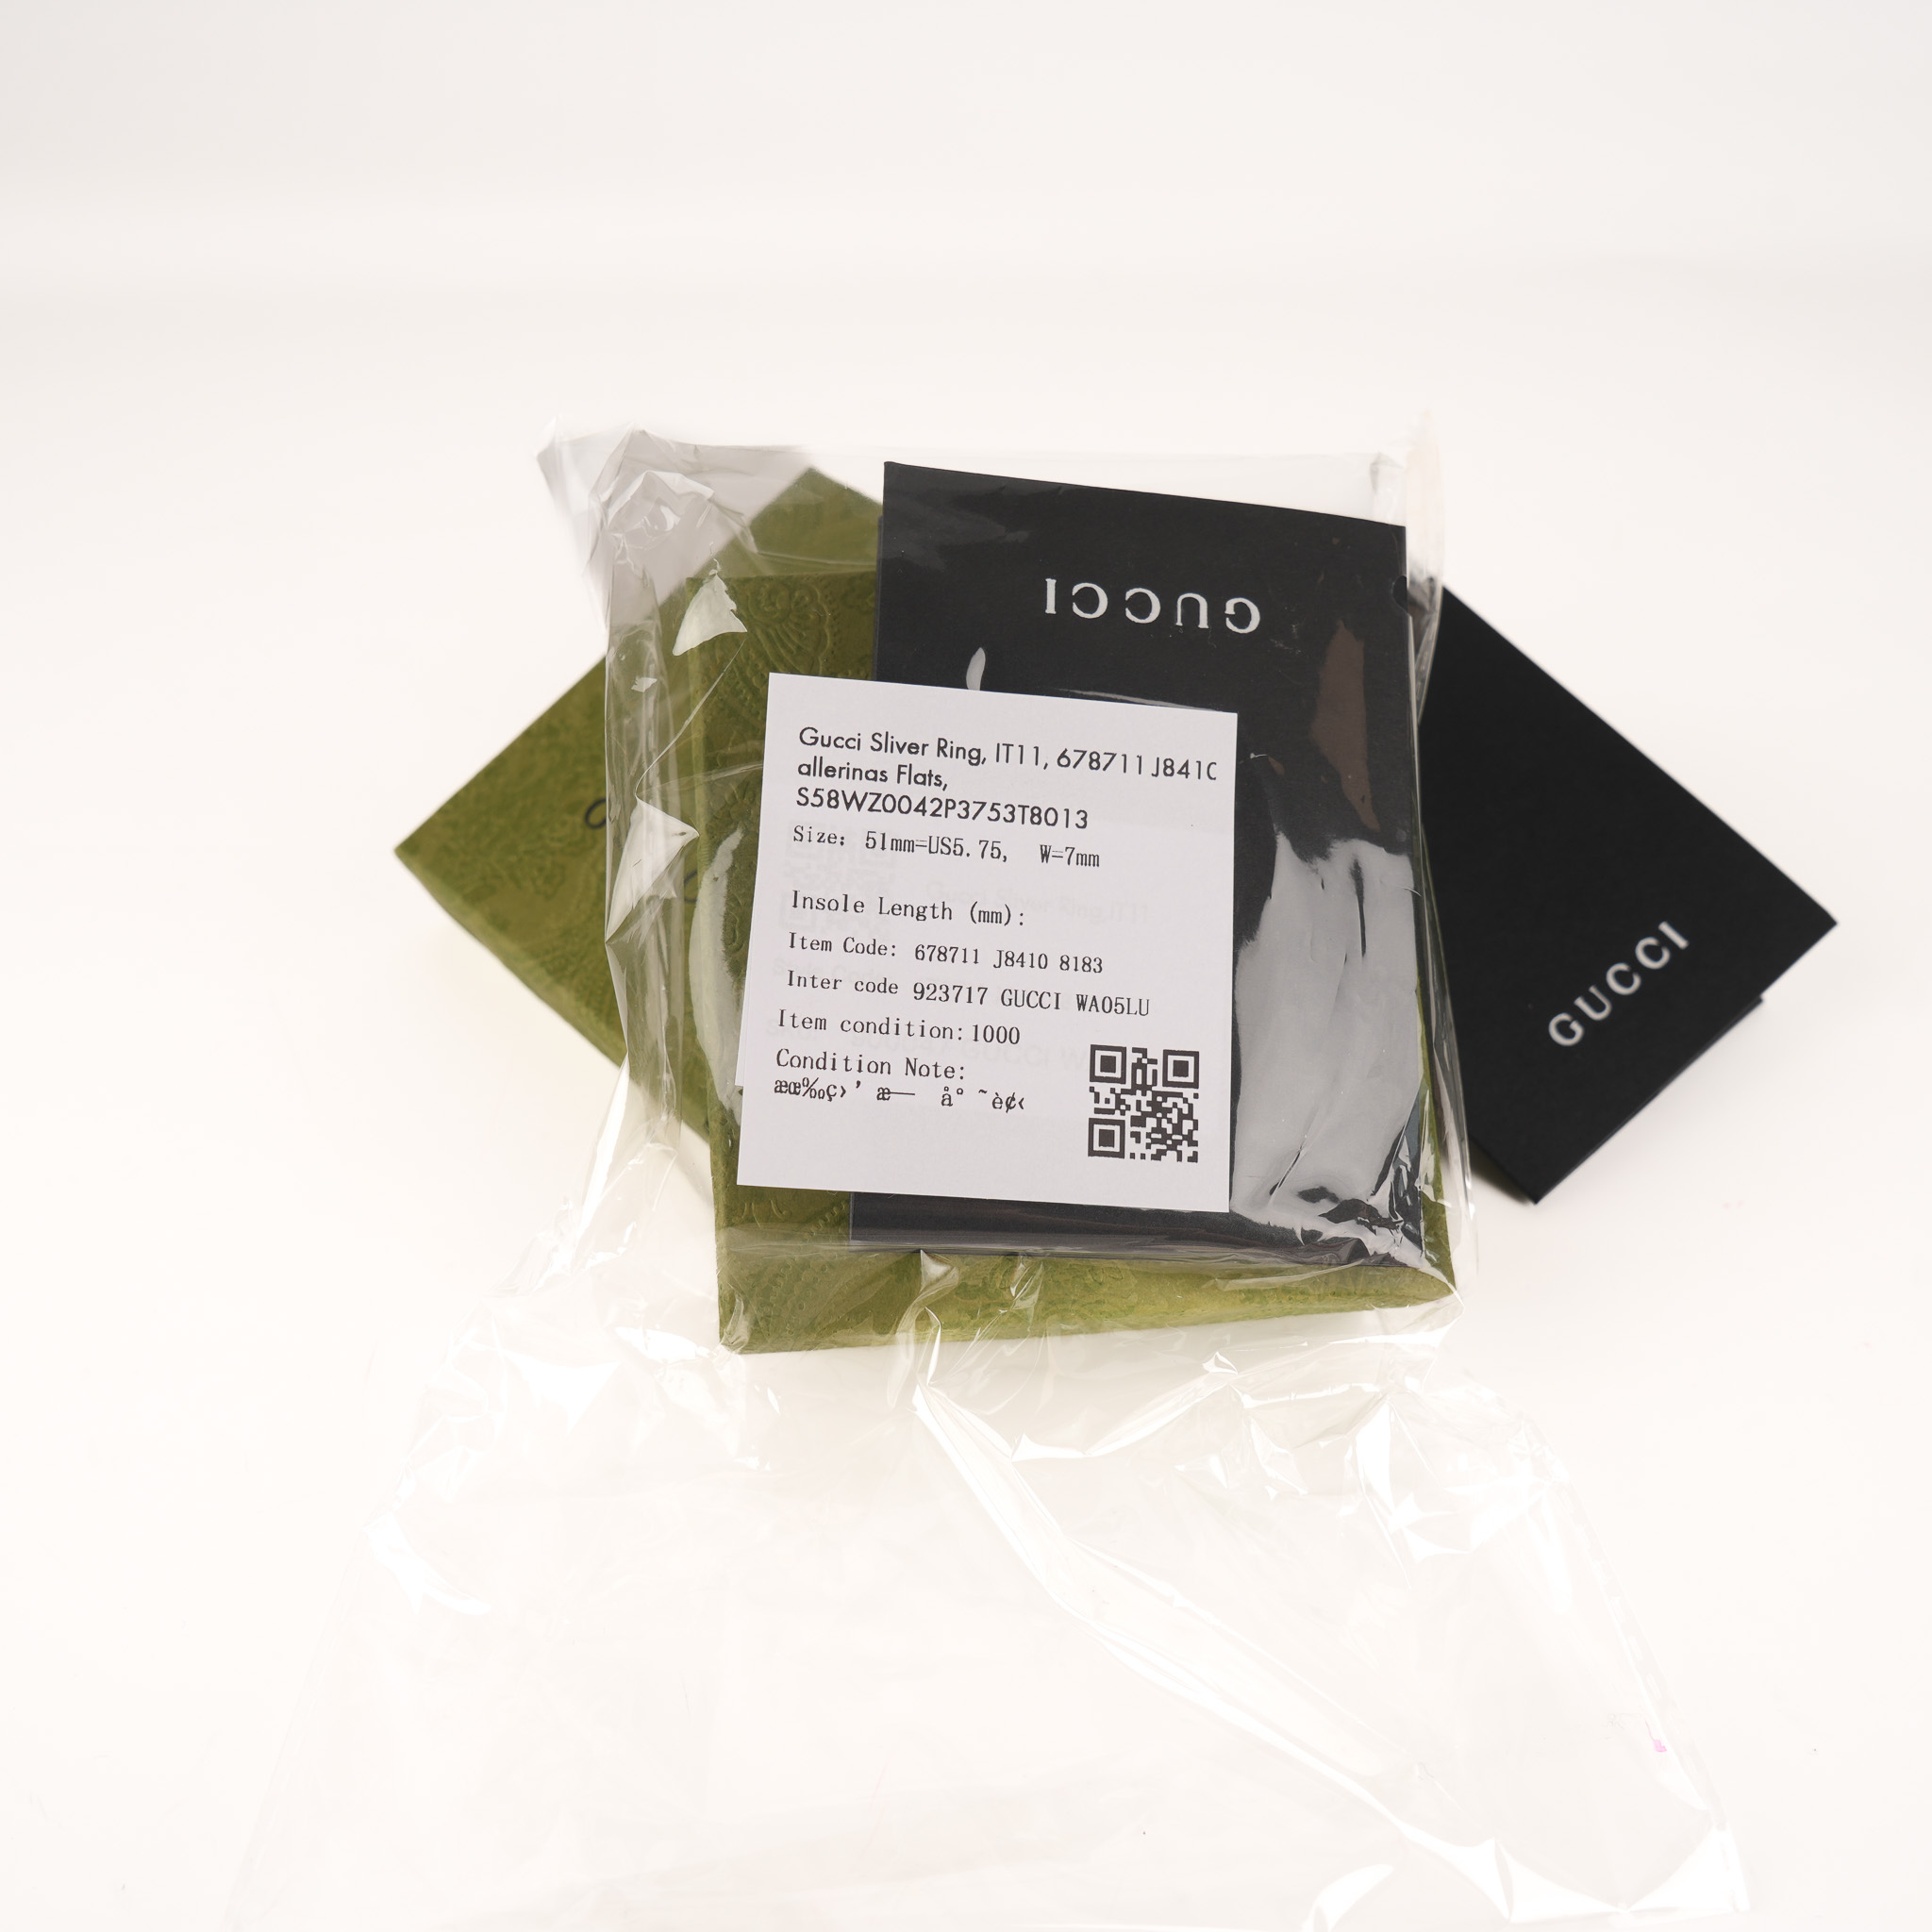 GUCCI
Gucci Sliver Ring, IT11, 678711 J841C
allerinas Flats,
S58WZ0042P3753T8013
Size: 51mm=US5.75, W=7mm
Insole Length (mm):
Item Code: 678711 J8410 8183
Inter code 923717 GUCCI WA05LU
Item condition:1000
Condition Note:
æœ‰ç›’ æ— å° ˜è¢‹
GUCCI